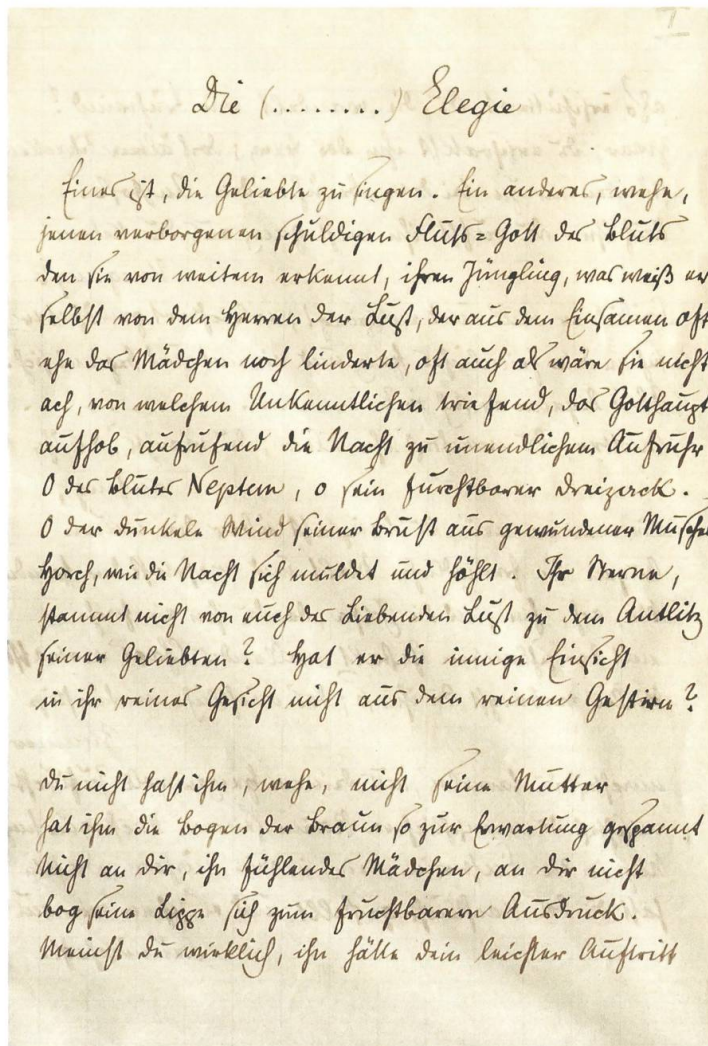 I
Die (........) Elegie
Eines ist, die Geliebte zu singen. Ein anderes, wehe,
jenen verborgenen schuldigen Fluss=Gott des Bluts
den sie von weitem erkennt, ihren Jüngling, was weiß er
selbst von dem Herren der Lust, der aus dem Einsamen oft
ehe das Mädchen noch linderte, oft auch als wäre sie nicht
ach, von welchem Unkenntlichen triefend, das Gotthaupt
aufhob, aufrufend die Nacht zu unendlichem Aufruhr
O des Blutes Neptun, o sein furchtbarer Dreizack.
O der dunkele Wind seiner Brust aus gewundener Muschel
Horch, wie die Nacht sich muldet und höhlt. Ihr Sterne,
stammt nicht von euch des Liebenden Lust zu dem Antlitz
seiner Geliebten? Hat er die innige Einsicht
in ihr reines Gesicht nicht aus dem reinen Gestirn?
Du nicht hast ihm, wehe, nicht seine Mutter
hat ihm die Bogen der Braun so zur Erwartung gespannt
Nicht an dir, ihn fühlendes Mädchen, an dir nicht
bog seine Lippe sich zum fruchtbarern Ausdruck.
Meinst du wirklich, ihn hätte dein leichter Auftritt